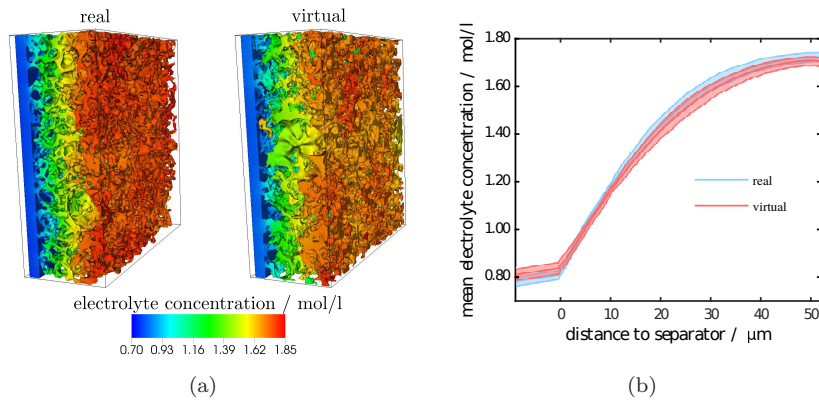 real
virtual
electrolyte concentration / mol/l
0.70 0.93 1.16 1.39 1.62 1.85
(a)
mean electrolyte concentration / mol/l
1.80
1.60
1.40
1.20
1.00
0.80
real
virtual
0 10 20 30 40 50
distance to separator / μm
(b)